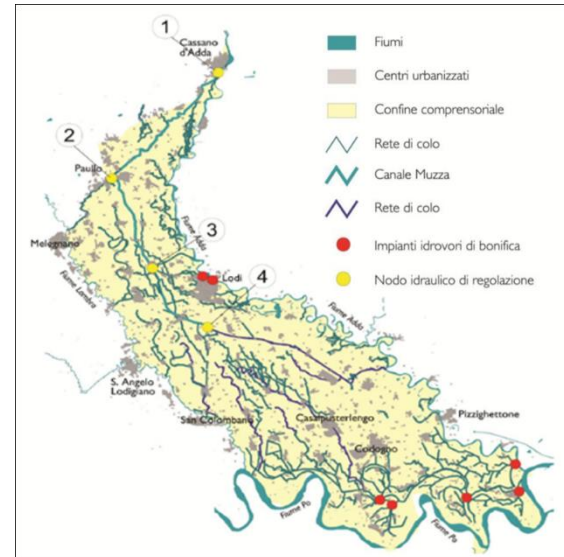 1
Cassano
d'Adda
2
Paullo
3
Melegnano
Fiume Adda
Fiume Lambro
Lodi
4
Fiume Adda
S. Angelo
Lodigiano
San Colombano
Casalpusterlengo
Pizzighettone
Codogno
Fiume Po
Fiume Po
Fiumi
Centri urbanizzati
Confine comprensoriale
Rete di colo
Canale Muzza
Rete di colo
Impianti idrovori di bonifica
Nodo idraulico di regolazione